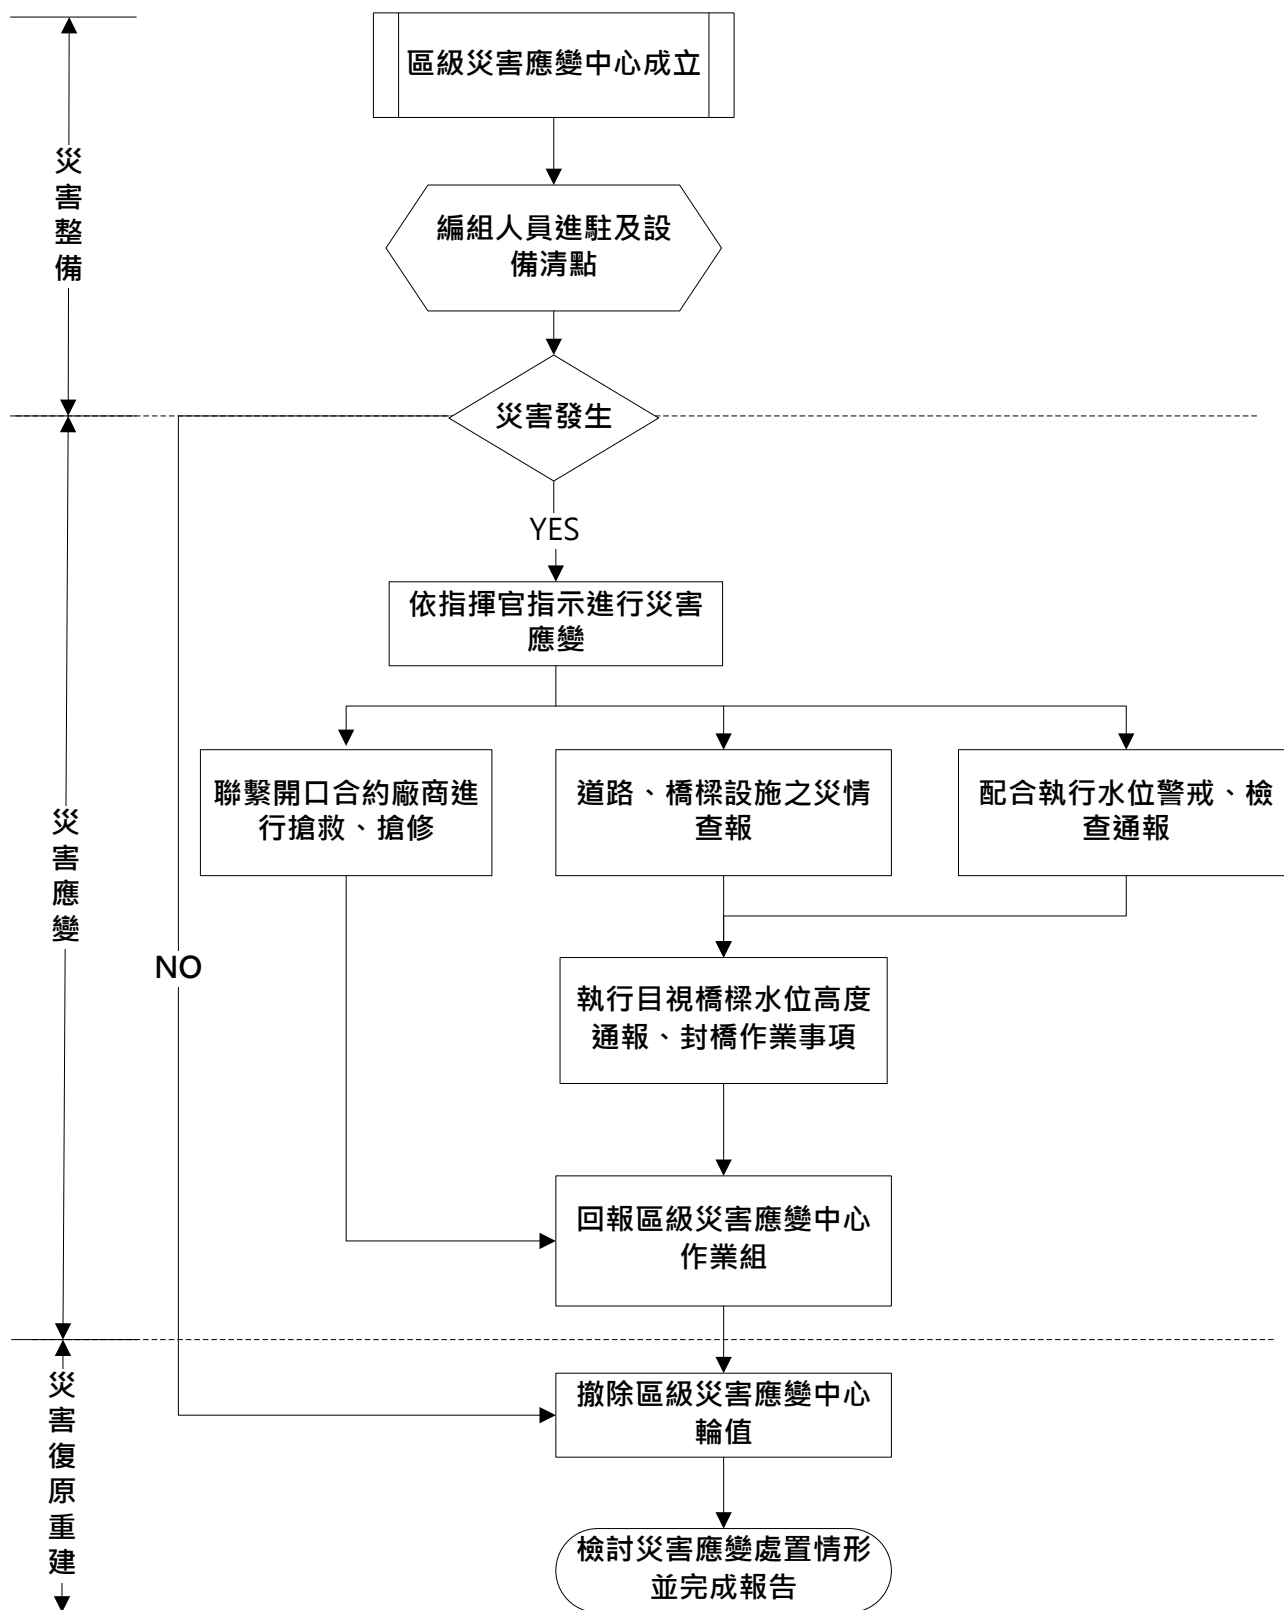 區級災害應變中心成立
災害整備
編組人員進駐及設
備清點
災害發生
YES
依指揮官指示進行災害
應變
聯繫開口合約廠商進
行搶救、搶修
道路、橋樑設施之災情
查報
配合執行水位警戒、檢
查通報
災害應變
NO
執行目視橋樑水位高度
通報、封橋作業事項
回報區級災害應變中心
作業組
災害復原重建
撤除區級災害應變中心
輪值
檢討災害應變處置情形
並完成報告